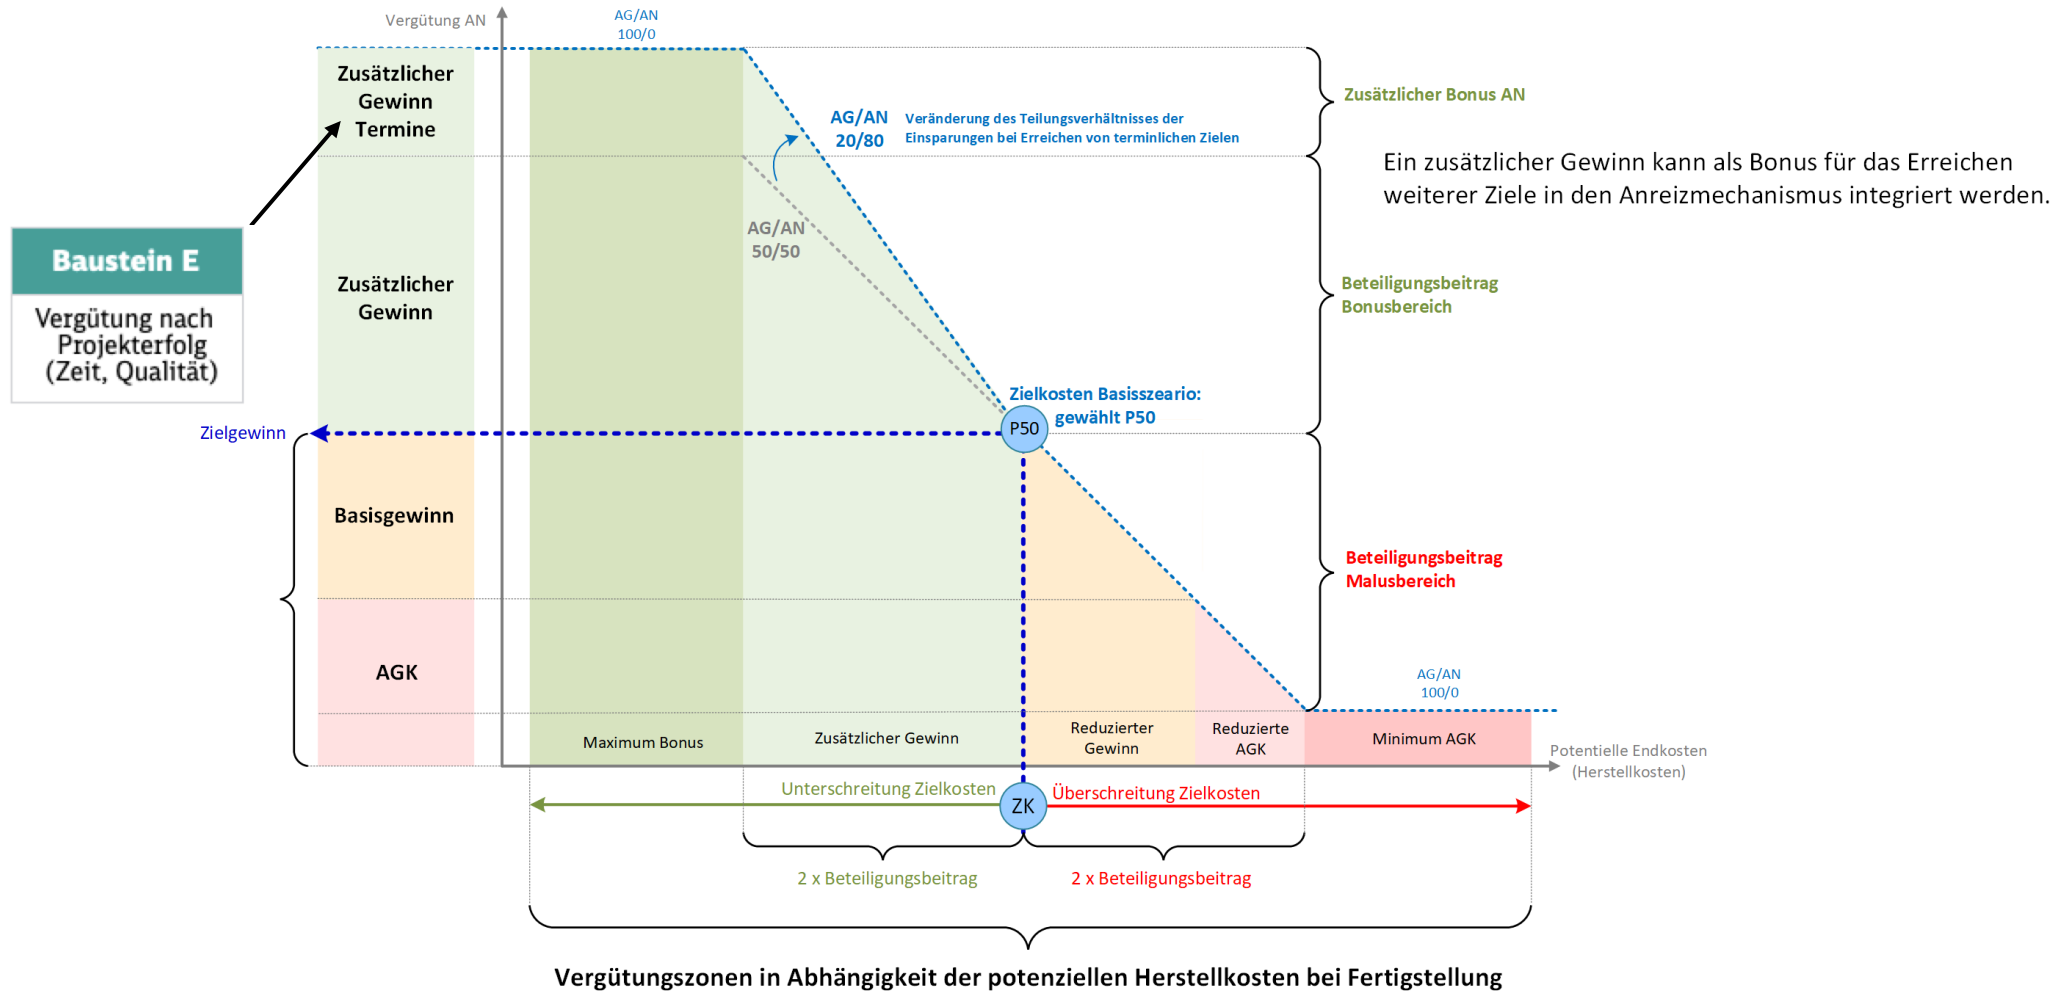 Vergütung AN
AG/AN
100/0
Zusätzlicher
Gewinn
Termine
AG/AN
20/80
Veränderung des Teilungsverhältnisses der
Einsparungen bei Erreichen von terminlichen Zielen
Zusätzlicher Bonus AN
Ein zusätzlicher Gewinn kann als Bonus für das Erreichen
weiterer Ziele in den Anreizmechanismus integriert werden.
Baustein E
Vergütung nach
Projekterfolg
(Zeit, Qualität)
Zusätzlicher
Gewinn
AG/AN
50/50
Beteiligungsbeitrag
Bonusbereich
Zielkosten Basisszeario:
gewählt P50
P50
Zielgewinn
Basisgewinn
Beteiligungsbeitrag
Malusbereich
AGK
AG/AN
100/0
Maximum Bonus
Zusätzlicher Gewinn
Reduzierter
Gewinn
Reduzierte
AGK
Minimum AGK
Potentielle Endkosten
(Herstellkosten)
Unterschreitung Zielkosten
ZK
Überschreitung Zielkosten
2 x Beteiligungsbeitrag
2 x Beteiligungsbeitrag
Vergütungszonen in Abhängigkeit der potenziellen Herstellkosten bei Fertigstellung